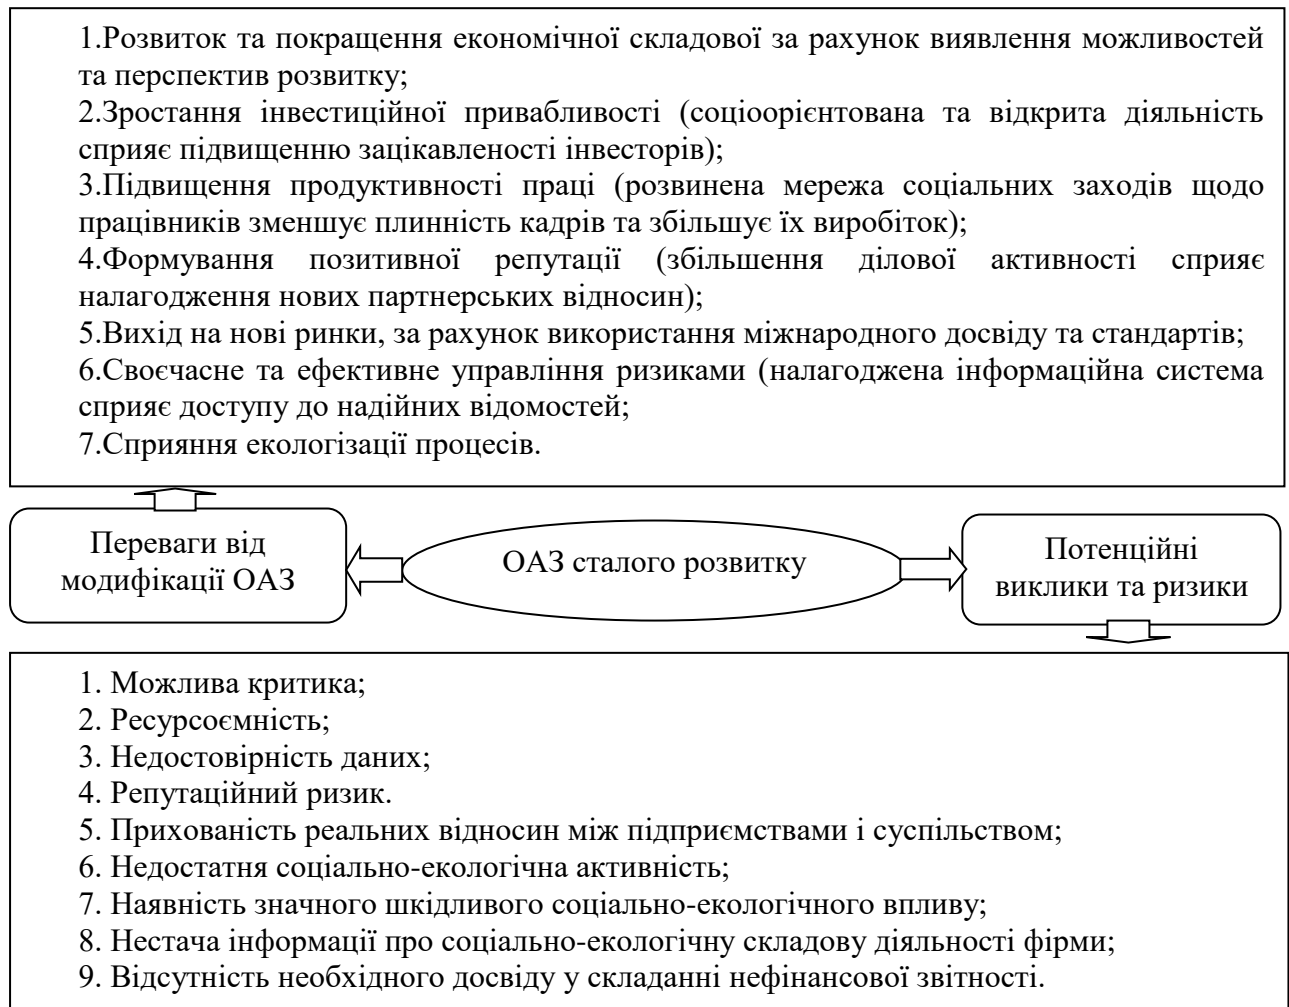 1.Розвиток та покращення економічної складової за рахунок виявлення можливостей
та перспектив розвитку;
2.Зростання інвестиційної привабливості (соціоорієнтована та відкрита діяльність
сприяє підвищенню зацікавленості інвесторів);
3.Підвищення продуктивності праці (розвинена мережа соціальних заходів щодо
працівників зменшує плинність кадрів та збільшує їх виробіток);
4.Формування позитивної репутації (збільшення ділової активності сприяє
налагодження нових партнерських відносин);
5.Вихід на нові ринки, за рахунок використання міжнародного досвіду та стандартів;
6.Своєчасне та ефективне управління ризиками (налагоджена інформаційна система
сприяє доступу до надійних відомостей;
7.Сприяння екологізації процесів.
Переваги від
модифікації ОАЗ
ОАЗ сталого розвитку
Потенційні
виклики та ризики
1. Можлива критика;
2. Ресурсоємність;
3. Недостовірність даних;
4. Репутаційний ризик.
5. Прихованість реальних відносин між підприємствами і суспільством;
6. Недостатня соціально-екологічна активність;
7. Наявність значного шкідливого соціально-екологічного впливу;
8. Нестача інформації про соціально-екологічну складову діяльності фірми;
9. Відсутність необхідного досвіду у складанні нефінансової звітності.